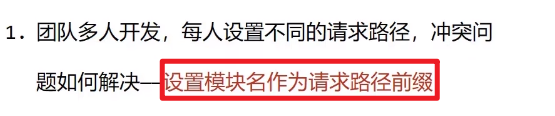 1. 团队多人开发，每人设置不同的请求路径，冲突问
题如何解决——设置模块名作为请求路径前缀